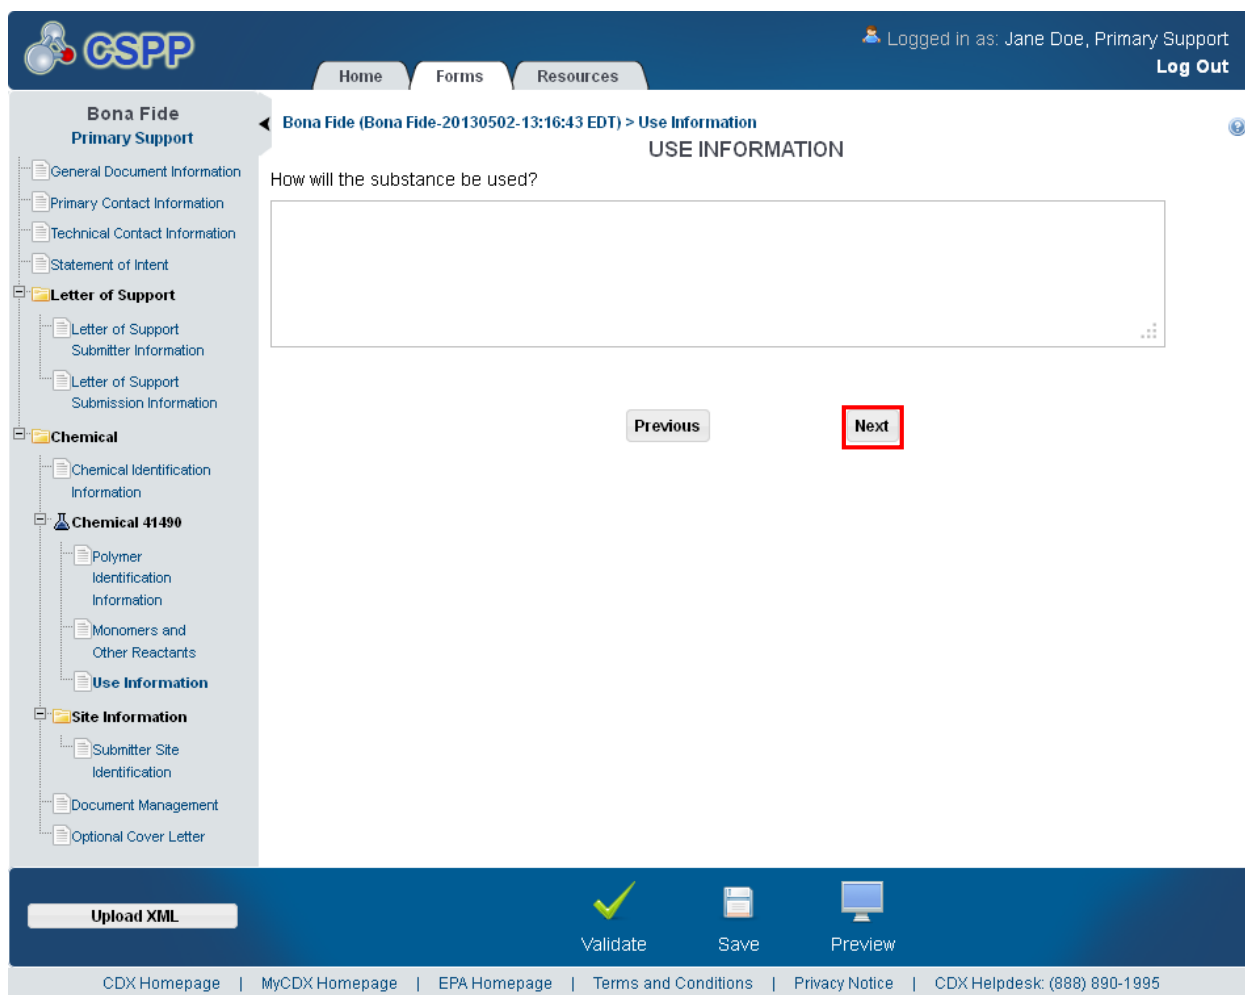 CSPP
Logged in as: Jane Doe, Primary Support
Log Out
Home
Forms
Resources
Bona Fide
Primary Support
General Document Information
Primary Contact Information
Technical Contact Information
Statement of Intent
Letter of Support
Letter of Support
Submitter Information
Letter of Support
Submission Information
Chemical
Chemical Identification
Information
Chemical 41490
Polymer
Identification
Information
Monomers and
Other Reactants
Use Information
Site Information
Submitter Site
Identification
Document Management
Optional Cover Letter
Bona Fide (Bona Fide-20130502-13:16:43 EDT) > Use Information
USE INFORMATION
How will the substance be used?
Previous
Next
Upload XML
Validate
Save
Preview
CDX Homepage | MyCDX Homepage | EPA Homepage | Terms and Conditions | Privacy Notice | CDX Helpdesk: (888) 890-1995